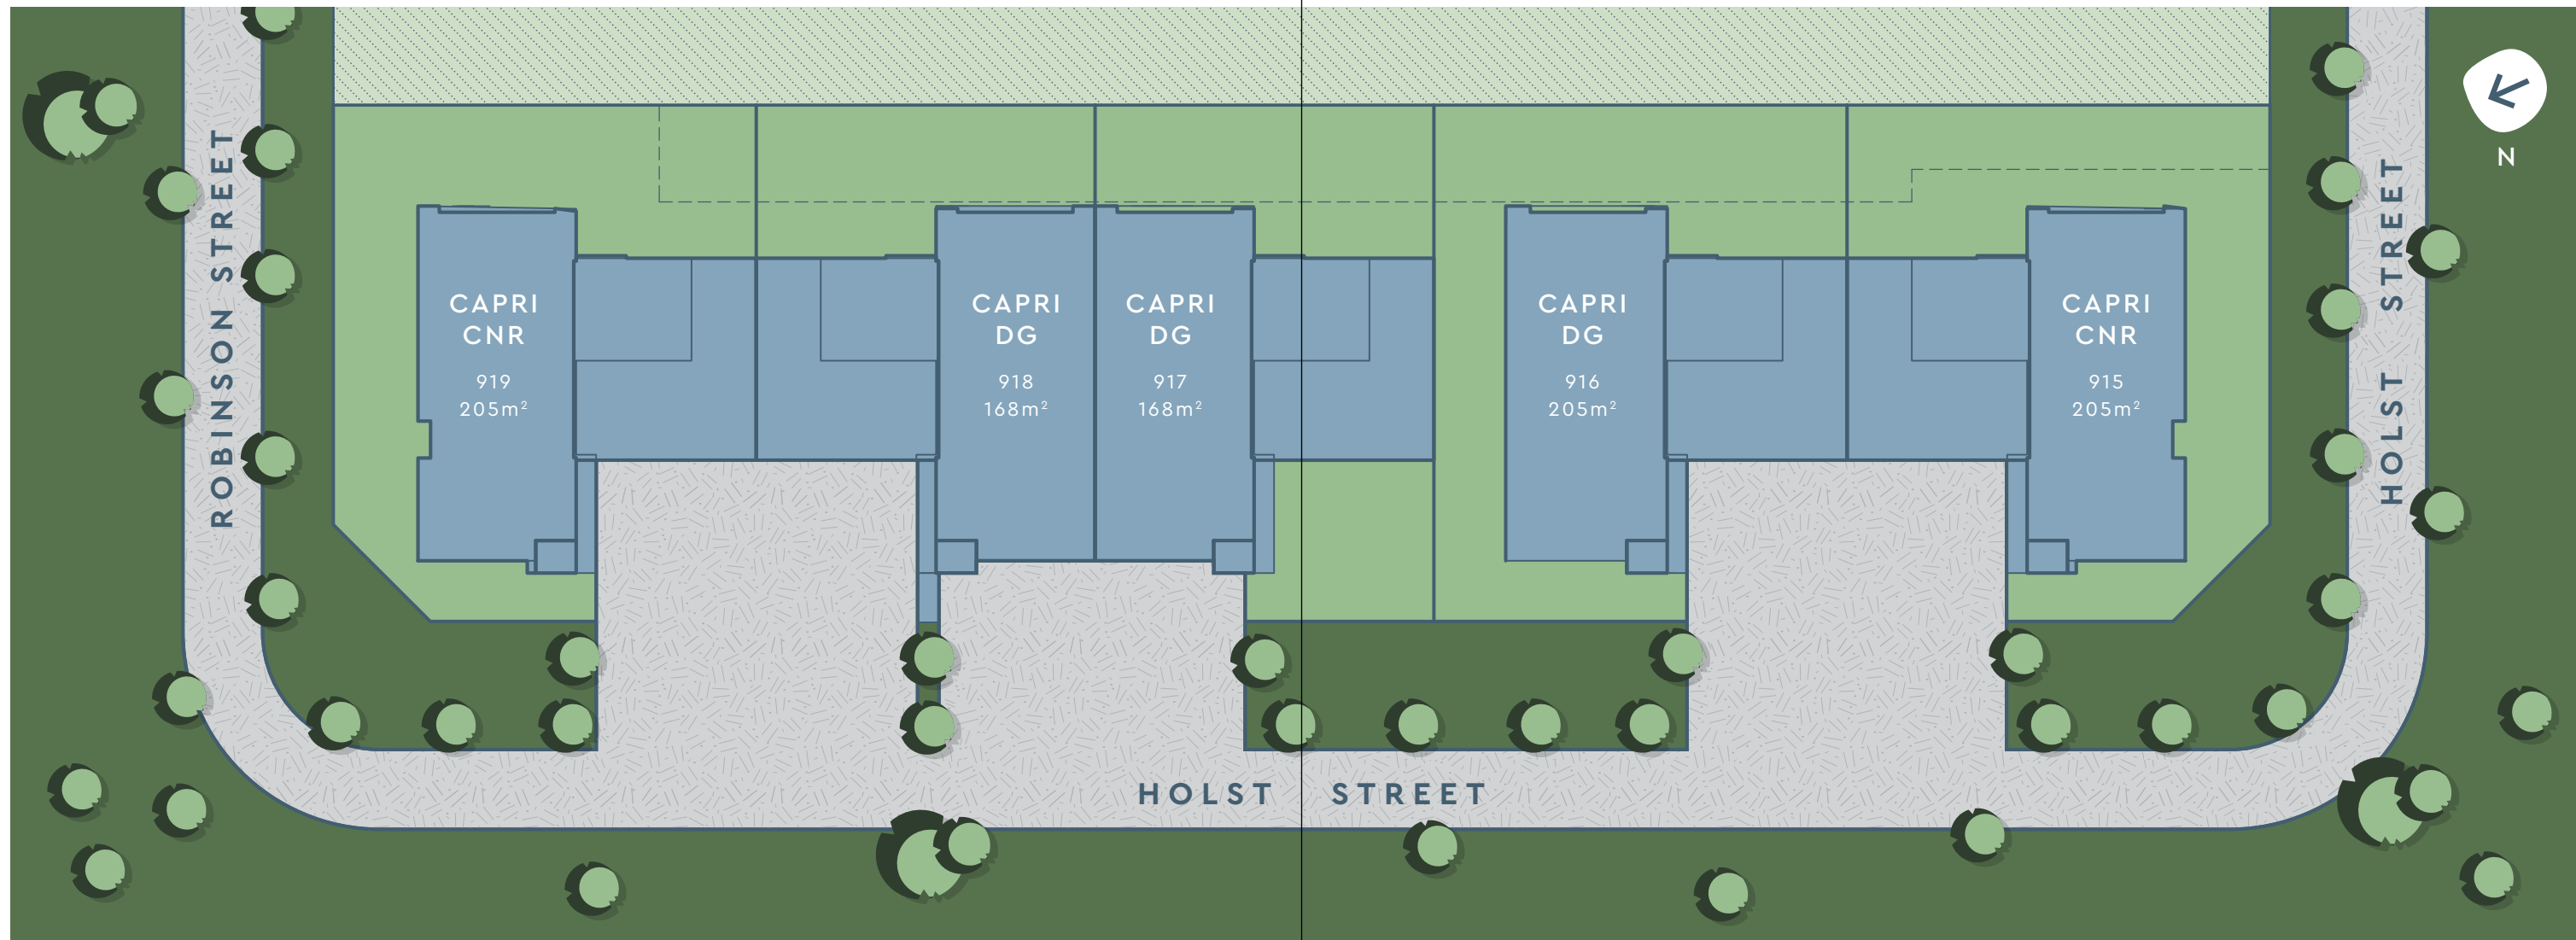 ROBINSON STREET
CAPRI
CNR
919
205m²
CAPRI
DG
918
168m²
CAPRI
DG
917
168m²
CAPRI
DG
916
205m²
CAPRI
CNR
915
205m²
HOLST STREET
N
HOLST STREET